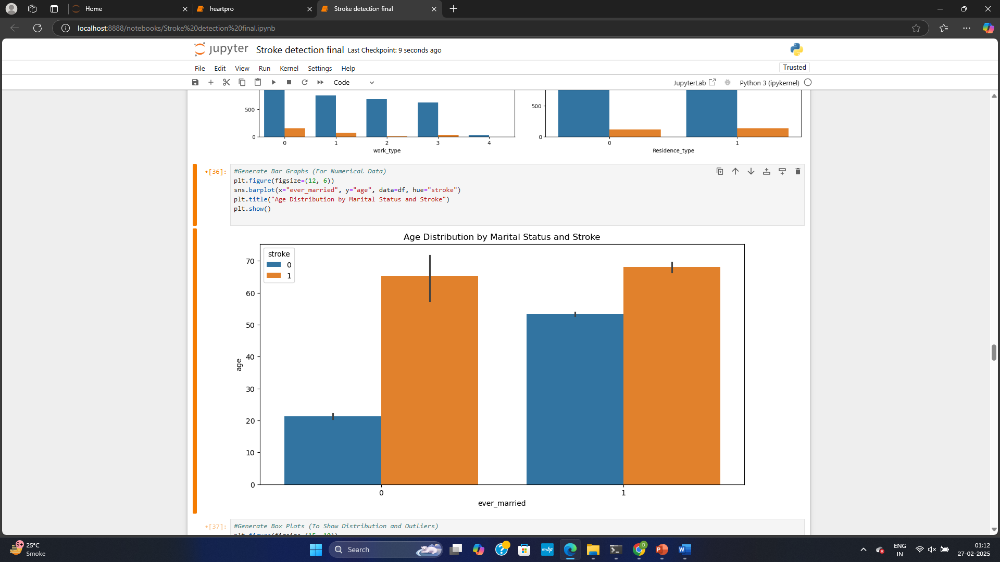 Home
heartpro
Stroke detection final
localhost:8888/notebooks/Stroke%20detection%20final.ipynb
jupyter Stroke detection final Last Checkpoint: 9 seconds ago
File Edit View Run Kernel Settings Help
Trusted
Code
JupyterLab
Python 3 (ipykernel)
500
0
0 1 2 3 4
work_type
500
0
0 1
Residence_type
•[36]:
#Generate Bar Graphs (For Numerical Data)
plt.figure(figsize=(12, 6))
sns.barplot(x="ever_married", y="age", data=df, hue="stroke")
plt.title("Age Distribution by Marital Status and Stroke")
plt.show()
Age Distribution by Marital Status and Stroke
stroke
0
1
70
60
50
40
30
20
10
0
age
0 1
ever_married
•[37]:
#Generate Box Plots (To Show Distribution and Outliers)
plt.figure(figsize=(15, 10))
9+
25°C
Smoke
Search
myhp
D
P
W
ENG
IN
01:12
27-02-2025